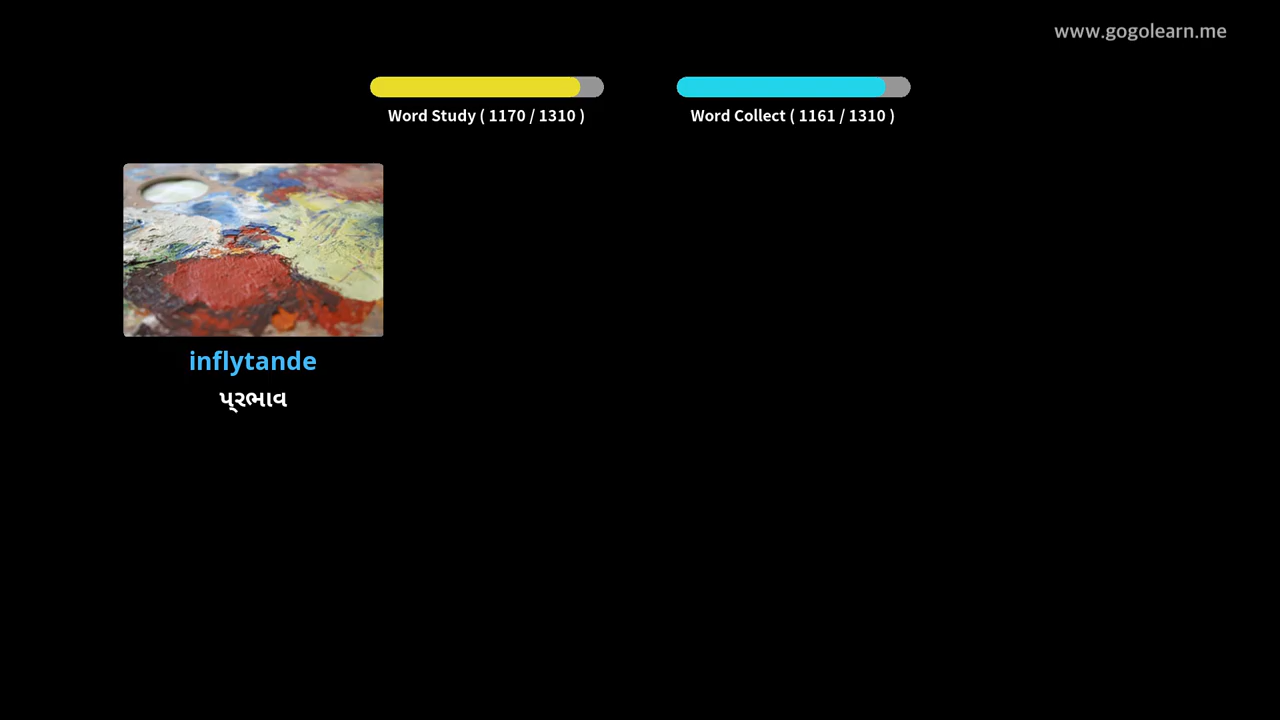 www.gogolearn.me
Word Study ( 1170 / 1310 )
Word Collect ( 1161 / 1310 )
inflytande
પ્રભાવ